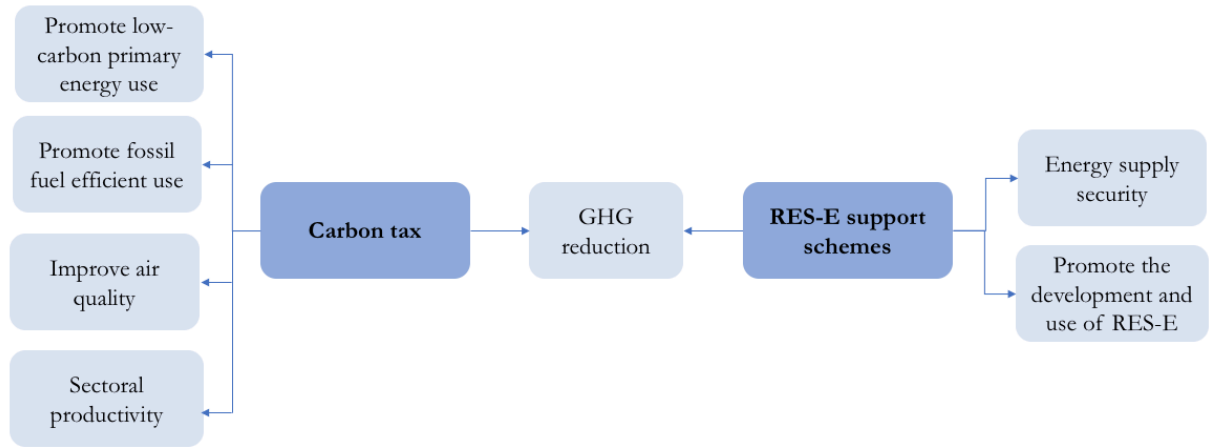 Promote low-
carbon primary
energy use
Promote fossil
fuel efficient use
Improve air
quality
Sectoral
productivity
Carbon tax
GHG
reduction
RES-E support
schemes
Energy supply
security
Promote the
development and
use of RES-E